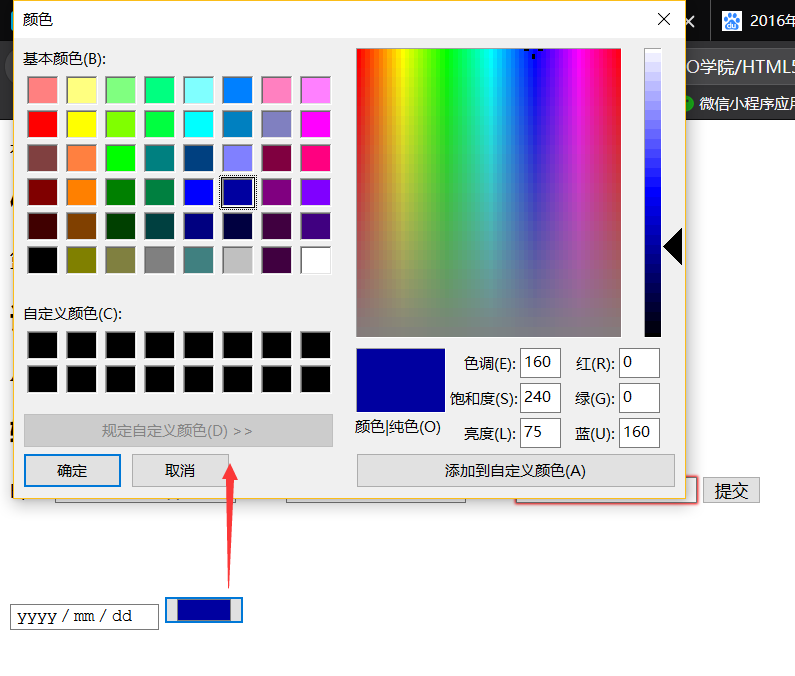 颜色
2016年
基本颜色(B):
O学院/HTML5
微信小程序应用
自定义颜色(C):
规定自定义颜色(D) >>
确定
取消
颜色|纯色(O)
色调(E): 160
红(R): 0
饱和度(S): 240
绿(G): 0
亮度(L): 75
蓝(U): 160
添加到自定义颜色(A)
提交
yyyy / mm / dd